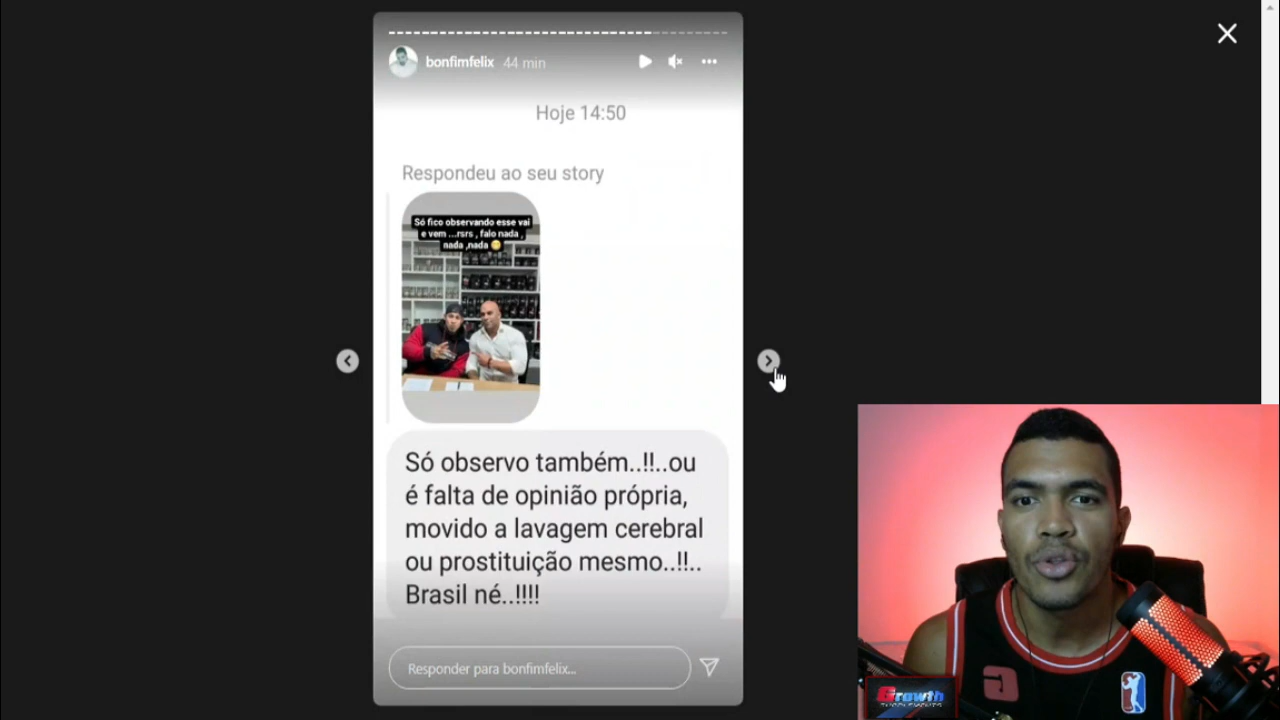 bonfimfelix 44 min
Hoje 14:50
Respondeu ao seu story
Só fico observando esse vai
e vem ...rsrs , falo nada ,
nada ,nada 😋
Só observo também..!!..ou
é falta de opinião própria,
movido a lavagem cerebral
ou prostituição mesmo..!!..
Brasil né..!!!!
Responder para bonfimfelix...
Growth